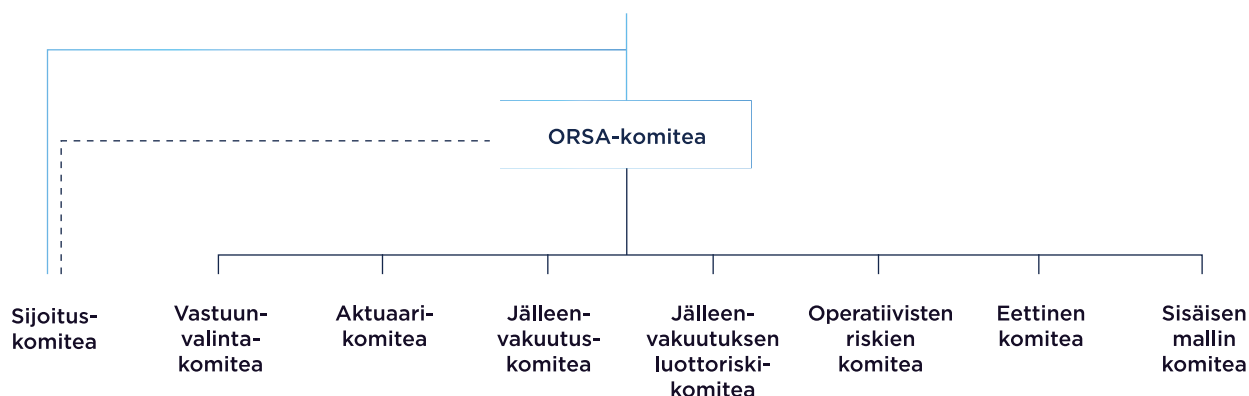 ORSA-komitea
Sijoitus-
komitea
Vastuun-
valinta-
komitea
Aktuaari-
komitea
Jälleen-
vakuutus-
komitea
Jälleen-
vakuutuksen
luottoriski-
komitea
Operatiivisten
riskien
komitea
Eettinen
komitea
Sisäisen
mallin
komitea